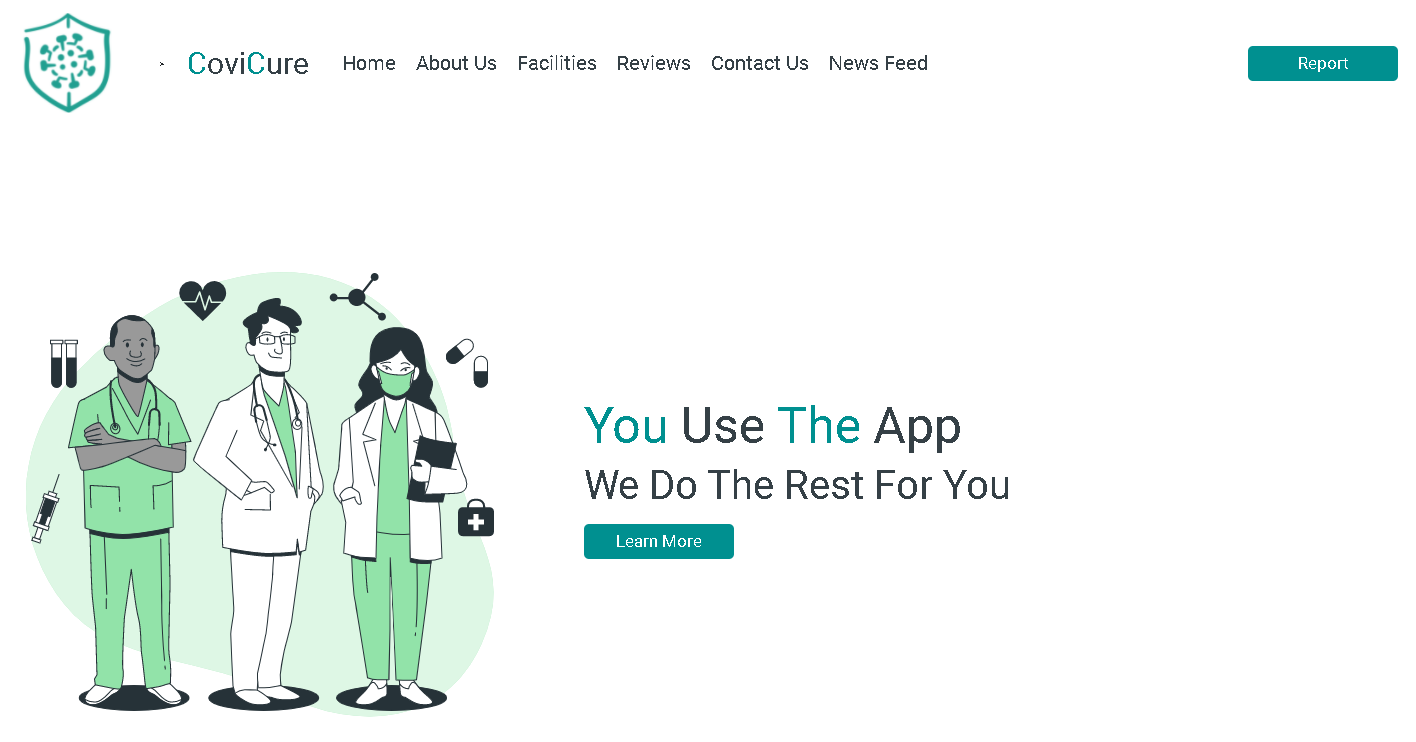 > CoviCure Home About Us Facilities Reviews Contact Us News Feed Report
You Use The App
We Do The Rest For You
Learn More